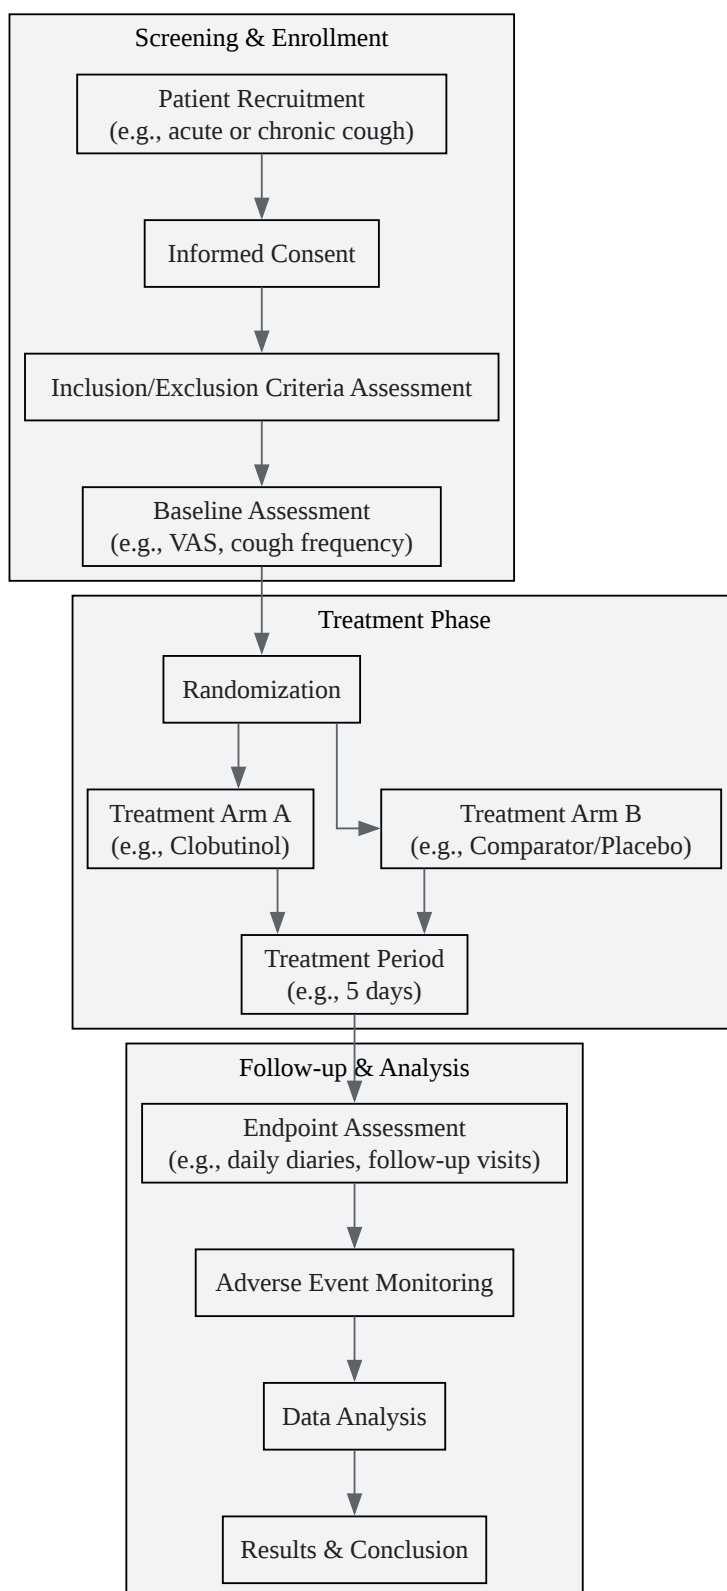 Screening & Enrollment
Patient Recruitment
(e.g., acute or chronic cough)
Informed Consent
Inclusion/Exclusion Criteria Assessment
Baseline Assessment
(e.g., VAS, cough frequency)
Treatment Phase
Randomization
Treatment Arm A
(e.g., Clobutinol)
Treatment Arm B
(e.g., Comparator/Placebo)
Treatment Period
(e.g., 5 days)
Follow-up & Analysis
Endpoint Assessment
(e.g., daily diaries, follow-up visits)
Adverse Event Monitoring
Data Analysis
Results & Conclusion